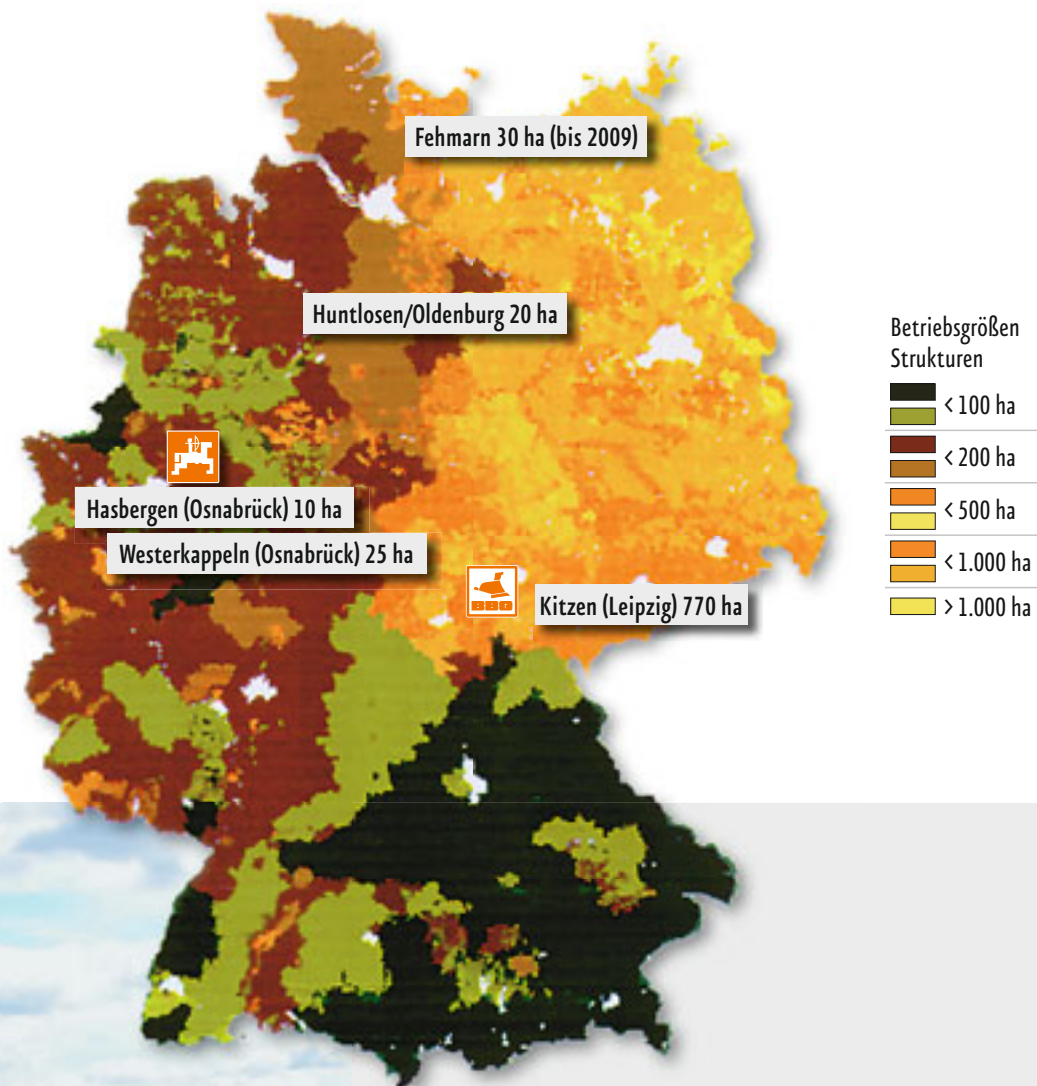 Fehmarn 30 ha (bis 2009)
Huntlosen/Oldenburg 20 ha
Hasbergen (Osnabrück) 10 ha
Westerkappeln (Osnabrück) 25 ha
BBG
Kitzen (Leipzig) 770 ha
Betriebsgrößen
Strukturen
< 100 ha
< 200 ha
< 500 ha
< 1.000 ha
> 1.000 ha